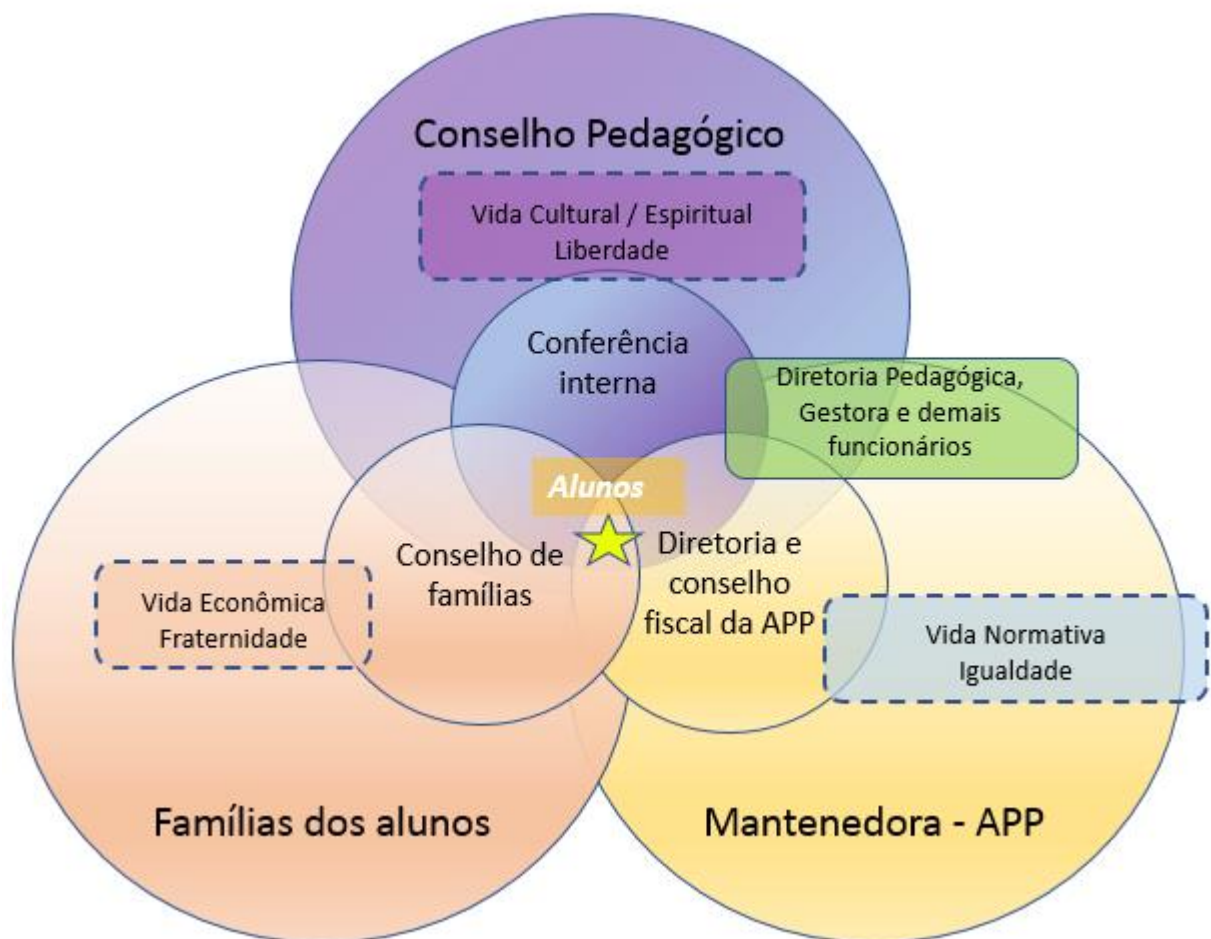 Conselho Pedagógico
Vida Cultural / Espiritual
Liberdade
Conferência
interna
Diretoria Pedagógica,
Gestora e demais
funcionários
Alunos
Conselho de
famílias
Diretoria e
conselho
fiscal da APP
Vida Econômica
Fraternidade
Vida Normativa
Igualdade
Famílias dos alunos
Mantenedora - APP